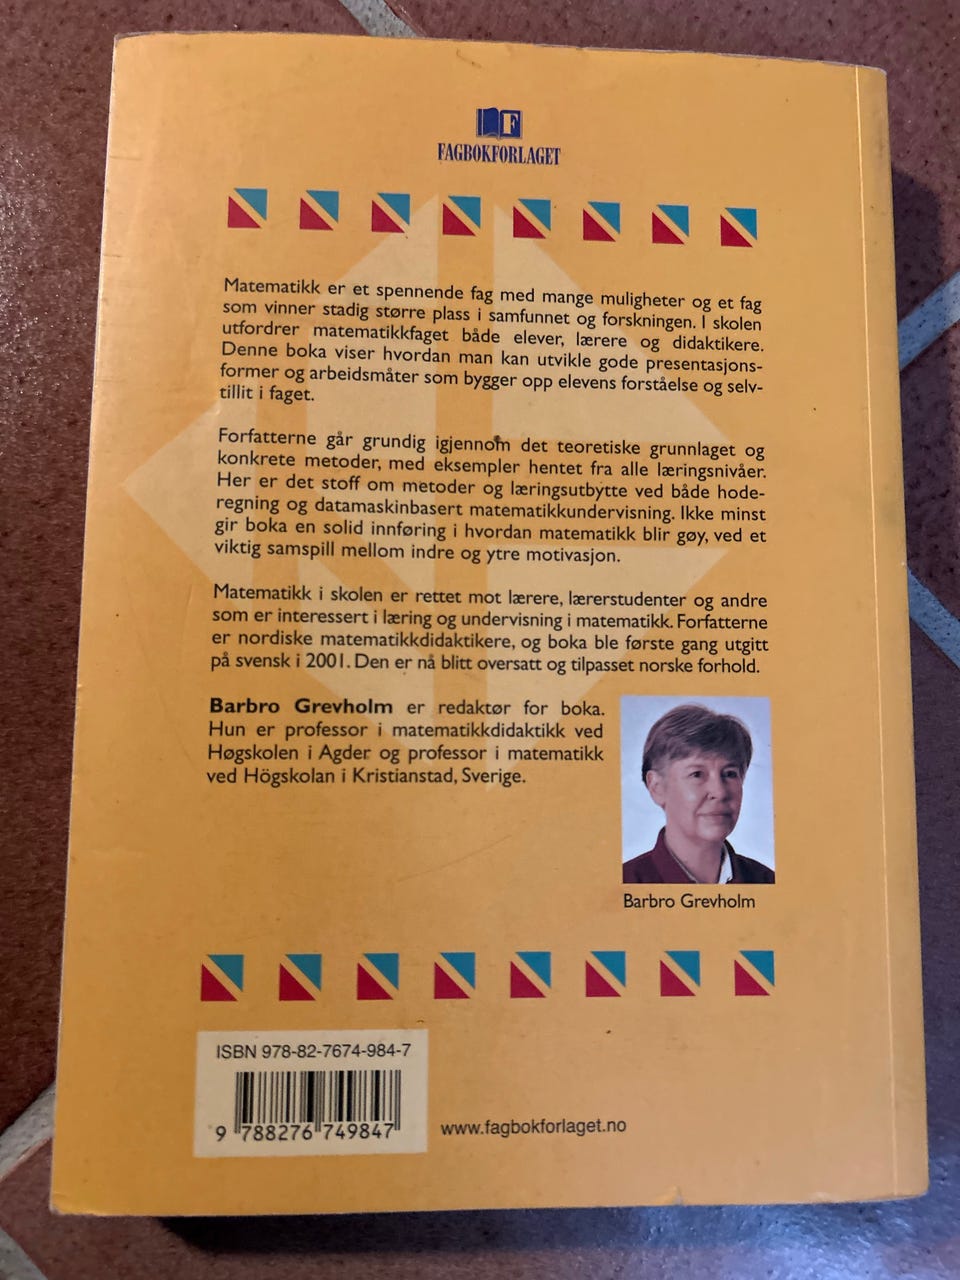 F
FAGBOKFORLAGET
Matematikk er et spennende fag med mange muligheter og et fag
som vinner stadig større plass i samfunnet og forskningen. I skolen
utfordrer matematikkfaget både elever, lærere og didaktikere.
Denne boka viser hvordan man kan utvikle gode presentasjons-
former og arbeidsmåter som bygger opp elevens forståelse og selv-
tillit i faget.
Forfatterne går grundig igjennom det teoretiske grunnlaget og
konkrete metoder, med eksempler hentet fra alle læringsnivåer.
Her er det stoff om metoder og læringsutbytte ved både hode-
regning og datamaskinbasert matematikkundervisning. Ikke minst
gir boka en solid innføring i hvordan matematikk blir gøy, ved et
viktig samspill mellom indre og ytre motivasjon.
Matematikk i skolen er rettet mot lærere, lærerstudenter og andre
som er interessert i læring og undervisning i matematikk. Forfatterne
er nordiske matematikkdidaktikere, og boka ble første gang utgitt
på svensk i 2001. Den er nå blitt oversatt og tilpasset norske forhold.
Barbro Grevholm er redaktør for boka.
Hun er professor i matematikkdidaktikk ved
Høgskolen i Agder og professor i matematikk
ved Högskolan i Kristianstad, Sverige.
Barbro Grevholm
ISBN 978-82-7674-984-7
9 788276 749847
www.fagbokforlaget.no